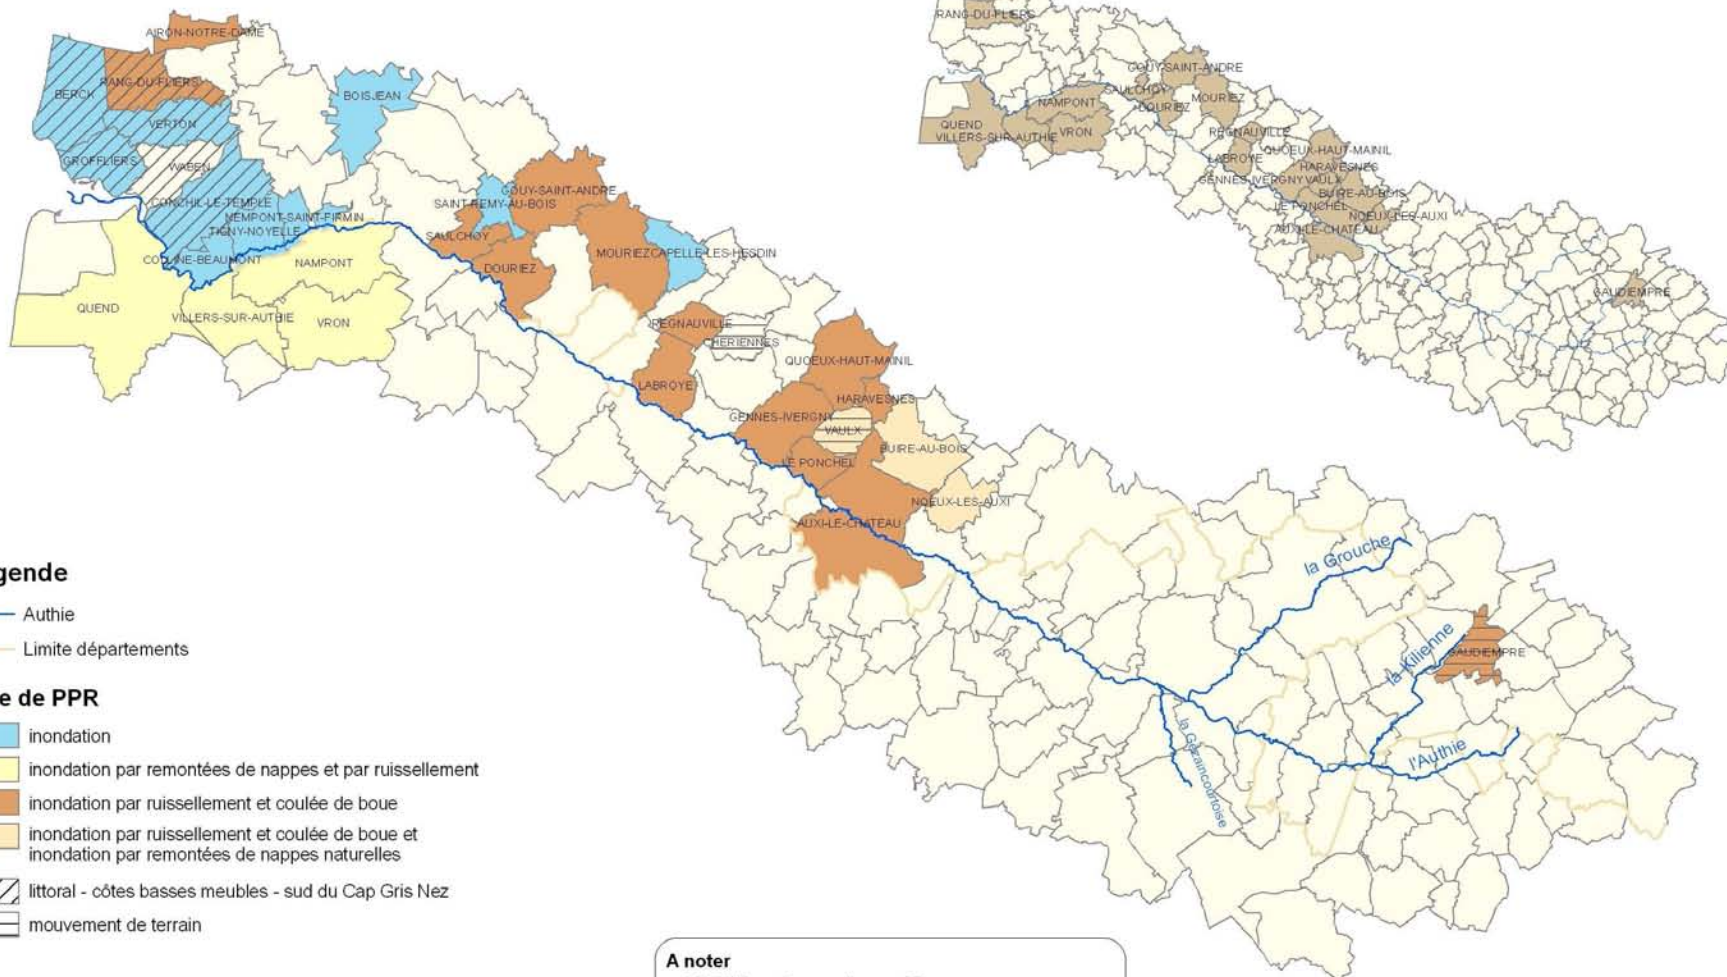 AIRON-NOTRE-DAME
RANG-DU-FLIERS
BERCK
BOISJEAN
VERTON
GROFFLIERS
WABEN
CONCHIL-LE-TEMPLE
NEMPONT-SAINT-FIRMIN
TIGNY-NOYELLE
COLLINE-BEAUMONT
NAMPONT
QUEND
VILLERS-SUR-AUTHIE
VRON
GOUY-SAINT-ANDRE
SAINT-REMY-AU-BOIS
SAULCHOY
DOURIEZ
MOURIEZ
CAPELLE-LES-HESDIN
REGNAUVILLE
CHERIENNES
LABROYE
QUOEUX-HAUT-MAINIL
HARAVESNES
GENNES-IVERGNY
VAULX
BUIRE-AU-BOIS
LE PONCHEL
NOEUX-LES-AUXI
AUXI-LE-CHATEAU
la Grouche
la Kilienne
GAUDIEMPRE
l'Authie
la Gézaincourtoise
RANG-DU-FLIERS
GOUY-SAINT-ANDRE
SAULCHOY
MOURIEZ
NAMPONT
DOURIEZ
QUEND
VILLERS-SUR-AUTHIE
VRON
REGNAUVILLE
QUOEUX-HAUT-MAINIL
LABROYE
HARAVESNES
GENNES-IVERGNY
VAULX
BUIRE-AU-BOIS
LE PONCHEL
NOEUX-LES-AUXI
AUXI-LE-CHATEAU
GAUDIEMPRE
gende
Authie
Limite départements
e de PPR
inondation
inondation par remontées de nappes et par ruissellement
inondation par ruissellement et coulée de boue
inondation par ruissellement et coulée de boue et
inondation par remontées de nappes naturelles
littoral - côtes basses meubles - sud du Cap Gris Nez
mouvement de terrain
A noter